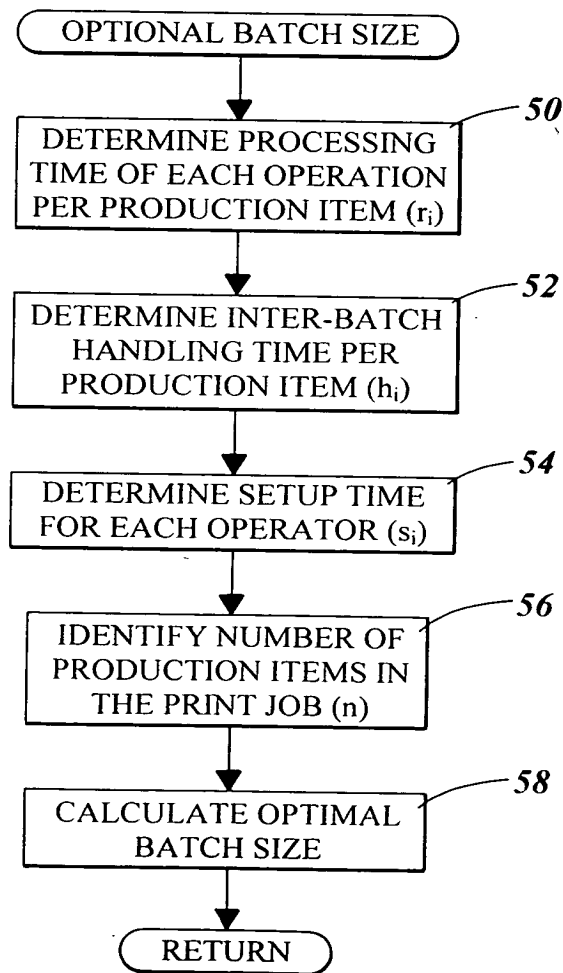 OPTIONAL BATCH SIZE
50
DETERMINE PROCESSING
TIME OF EACH OPERATION
PER PRODUCTION ITEM (ri)
52
DETERMINE INTER-BATCH
HANDLING TIME PER
PRODUCTION ITEM (hi)
54
DETERMINE SETUP TIME
FOR EACH OPERATOR (si)
56
IDENTIFY NUMBER OF
PRODUCTION ITEMS IN
THE PRINT JOB (n)
58
CALCULATE OPTIMAL
BATCH SIZE
RETURN